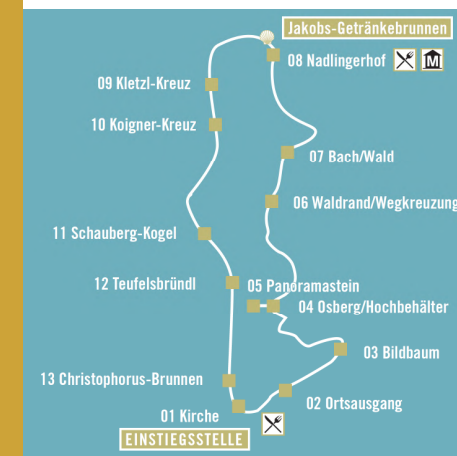 Jakobs-Getränkebrunnen
08 Nadlingerhof
M
09 Kletzl-Kreuz
10 Koigner-Kreuz
07 Bach/Wald
06 Waldrand/Wegkreuzung
11 Schauberg-Kogel
12 Teufelsbründl
05 Panoramastein
04 Osberg/Hochbehälter
03 Bildbaum
13 Christophorus-Brunnen
02 Ortsausgang
01 Kirche
EINSTIEGSSTELLE